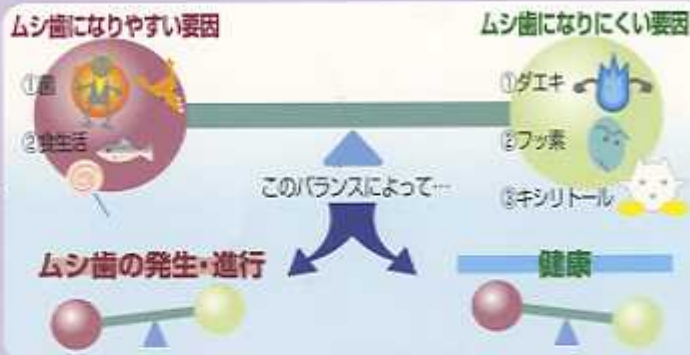 ムシ歯になりやすい要因
①菌
②食生活
ムシ歯になりにくい要因
①ダエキ
②フッ素
③キシリトール
このバランスによって…
ムシ歯の発生・進行
健康